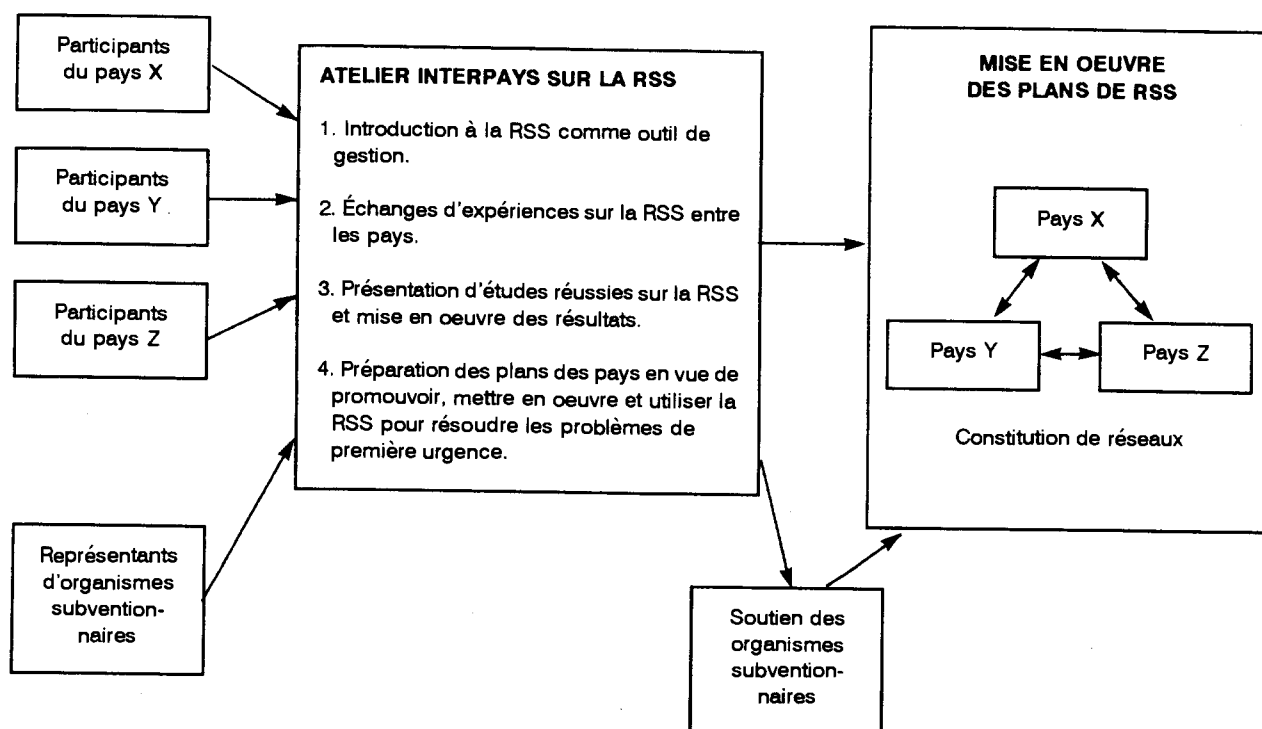 Participants
du pays X
Participants
du pays Y
Participants
du pays Z
Représentants
d'organismes
subvention-
naires
ATELIER INTERPAYS SUR LA RSS
1. Introduction à la RSS comme outil de
gestion.
2. Échanges d'expériences sur la RSS entre
les pays.
3. Présentation d'études réussies sur la RSS
et mise en oeuvre des résultats.
4. Préparation des plans des pays en vue de
promouvoir, mettre en oeuvre et utiliser la
RSS pour résoudre les problèmes de
première urgence.
Soutien des
organismes
subvention-
naires
MISE EN OEUVRE
DES PLANS DE RSS
Pays X
Pays Y
Pays Z
Constitution de réseaux